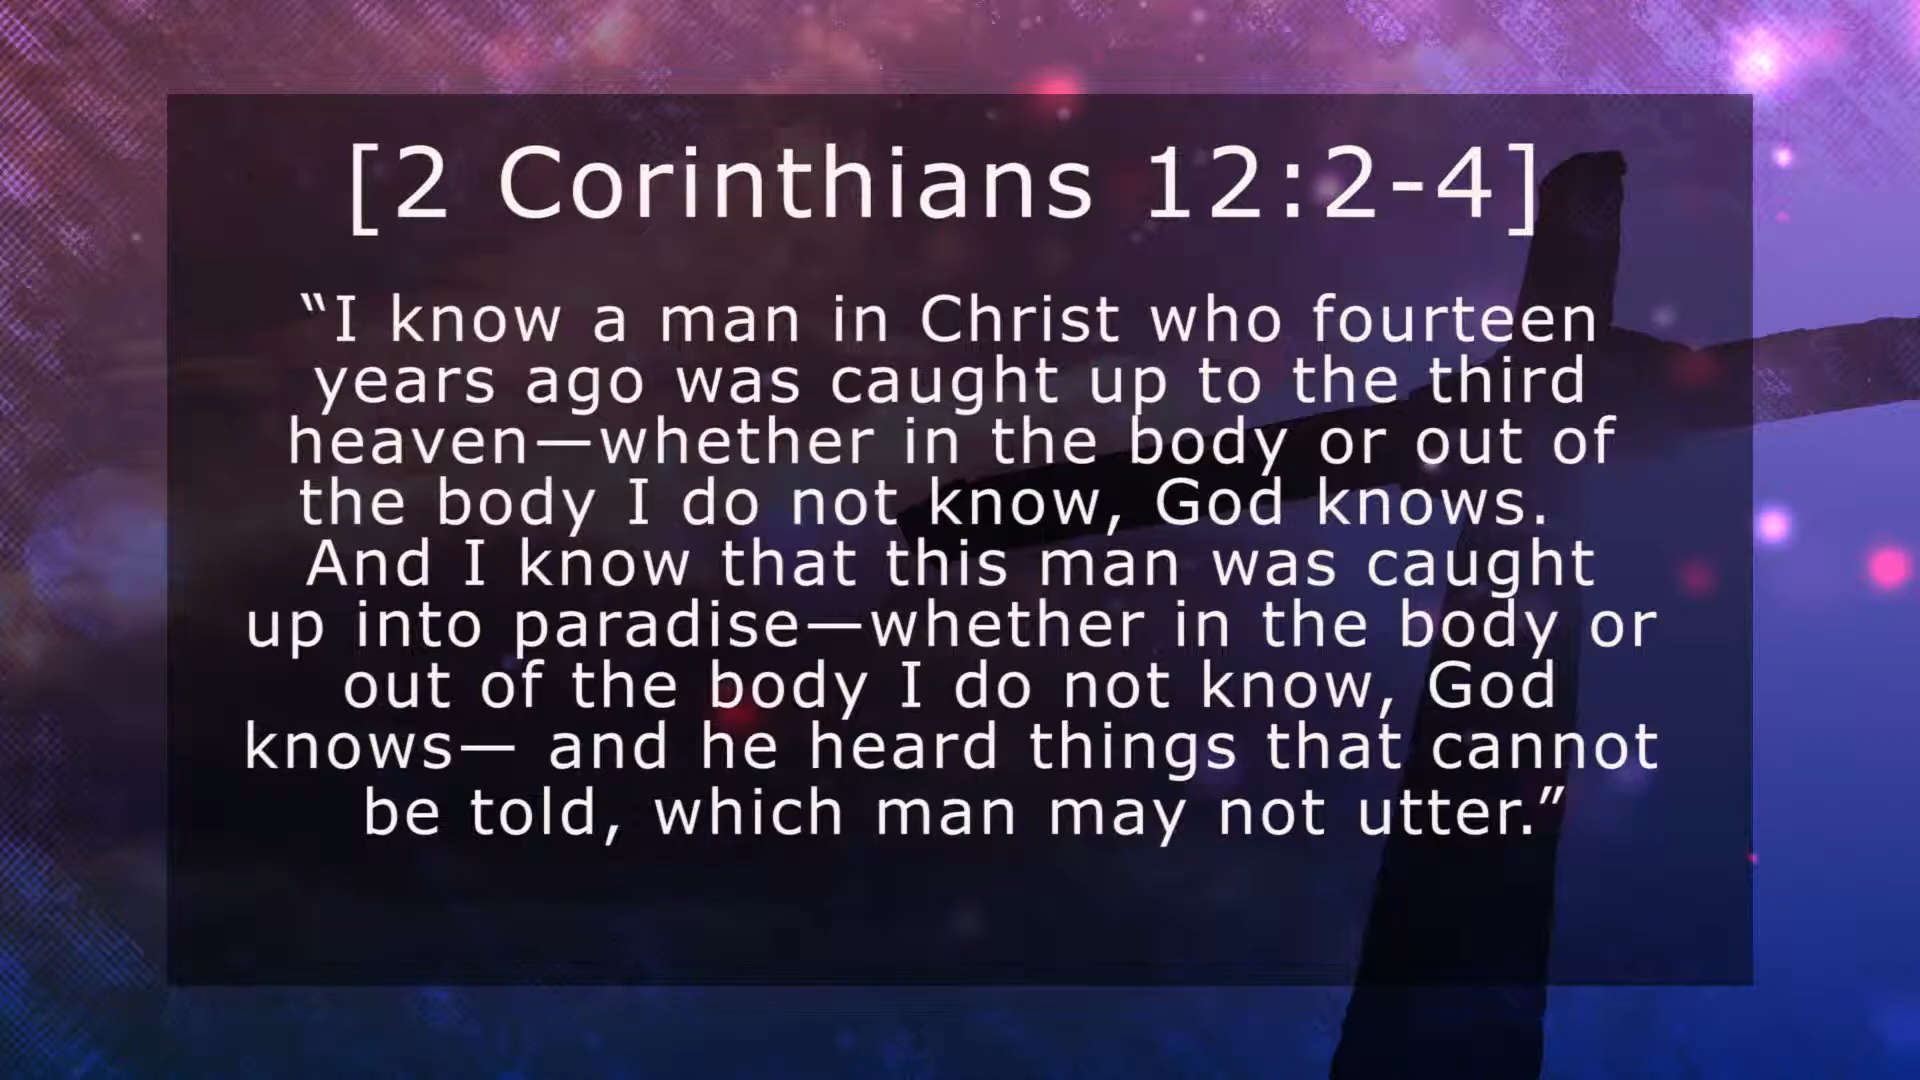 [2 Corinthians 12:2-4]
“I know a man in Christ who fourteen
years ago was caught up to the third
heaven—whether in the body or out of
the body I do not know, God knows.
And I know that this man was caught
up into paradise—whether in the body or
out of the body I do not know, God
knows— and he heard things that cannot
be told, which man may not utter.”